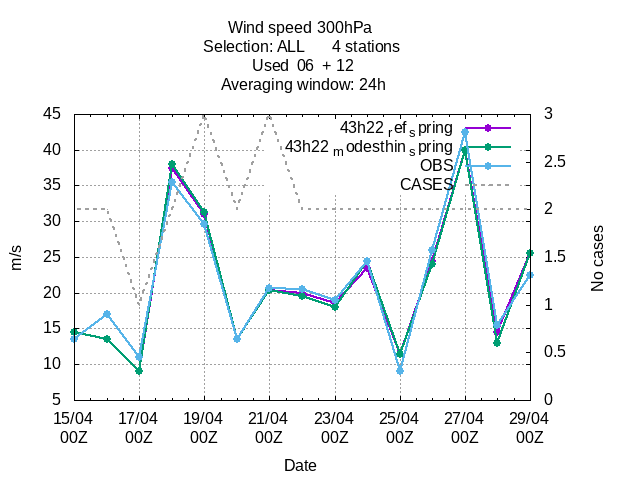 Wind speed 300hPa
Selection: ALL 4 stations
Used 06 + 12
Averaging window: 24h
45 3
43h22 refspring
40 43h22 modesthinspring
2.5
OBS
35 CASES
30 2
m/s
25 1.5
No cases
20
1
15
10 0.5
5 0
15/04 17/04 19/04 21/04 23/04 25/04 27/04 29/04
00Z 00Z 00Z 00Z 00Z 00Z 00Z 00Z
Date